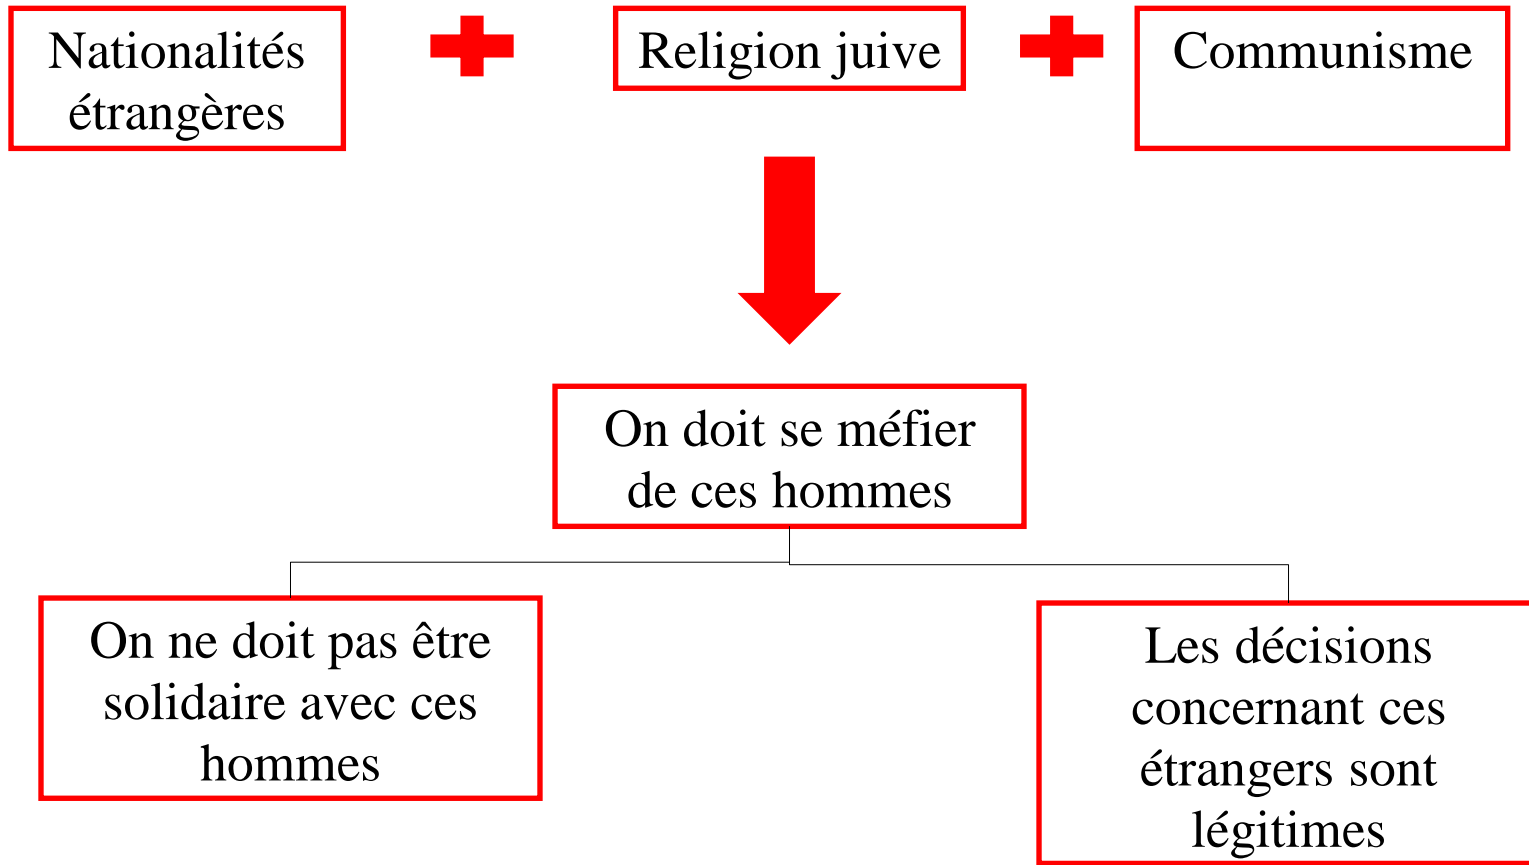 Nationalités
étrangères
Religion juive
Communisme
On doit se méfier
de ces hommes
On ne doit pas être
solidaire avec ces
hommes
Les décisions
concernant ces
étrangers sont
légitimes